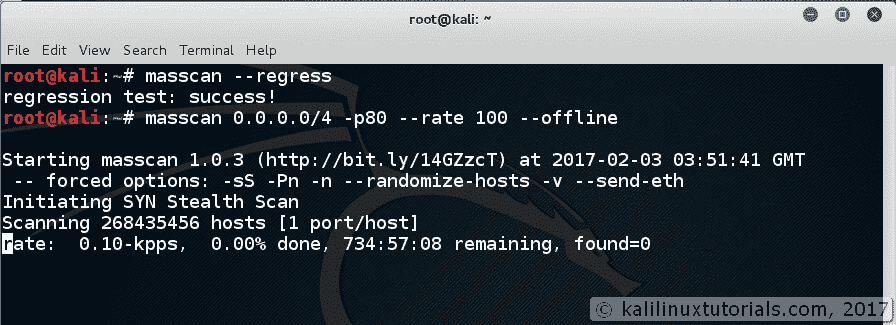 root@kali: ~
File Edit View Search Terminal Help
root@kali:~# masscan --regress
regression test: success!
root@kali:~# masscan 0.0.0.0/4 -p80 --rate 100 --offline
Starting masscan 1.0.3 (http://bit.ly/14GZzcT) at 2017-02-03 03:51:41 GMT
 -- forced options: -sS -Pn -n --randomize-hosts -v --send-eth
Initiating SYN Stealth Scan
Scanning 268435456 hosts [1 port/host]
rate:  0.10-kpps,  0.00% done, 734:57:08 remaining, found=0
© kalilinuxtutorials.com, 2017